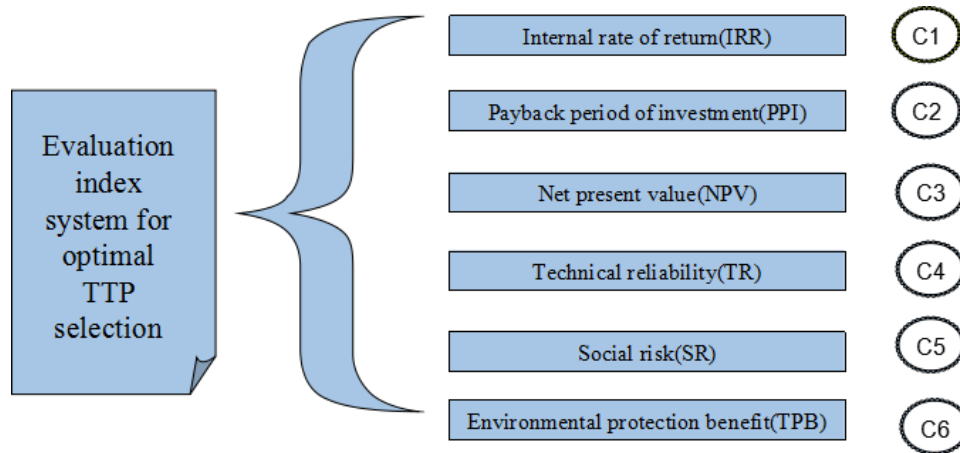 Evaluation
index
system for
optimal
TTP
selection
Internal rate of return(IRR)
C1
Payback period of investment(PPI)
C2
Net present value(NPV)
C3
Technical reliability(TR)
C4
Social risk(SR)
C5
Environmental protection benefit(TPB)
C6